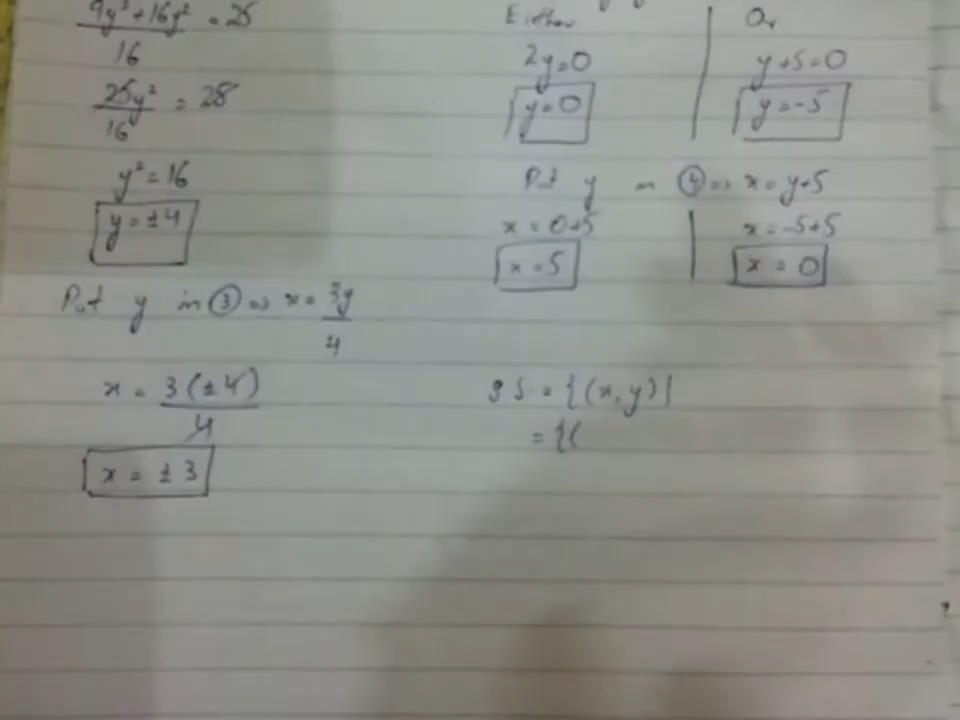 9y² + 16y² = 25
16
25y² = 25
16
y² = 16
y = ±4
Put y in ③ => x = 3y
4
x = 3(±4)
4
x = ±3
Either
Or
2y = 0
y + 5 = 0
y = 0
y = -5
Put y in ④ => x = y + 5
x = 0 + 5
x = -5 + 5
x = 5
x = 0
SS = {(x, y)}
= {(